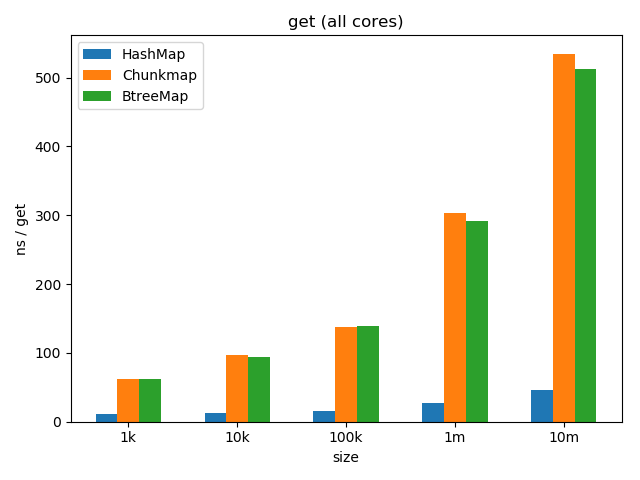 get (all cores)
HashMap
Chunkmap
BtreeMap
500
400
300
200
100
0
ns / get
1k 10k 100k 1m 10m
size